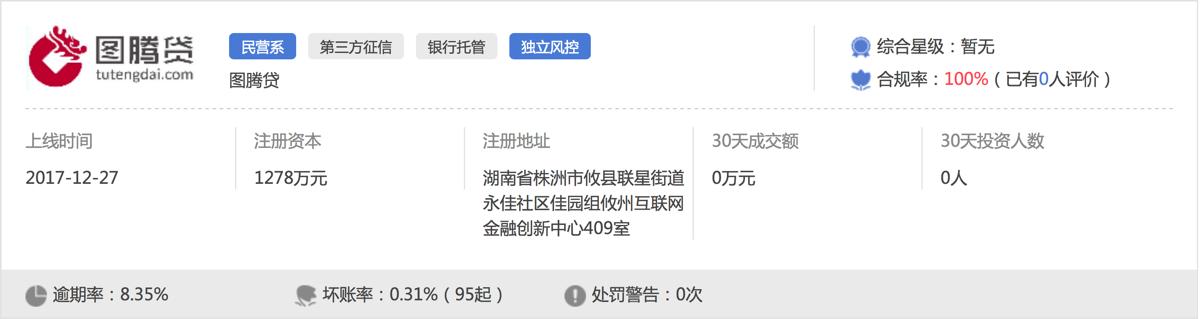 图腾贷
tutengdai.com
民营系 第三方征信 银行托管 独立风控
图腾贷
综合星级：暂无
合规率：100%（已有0人评价）
上线时间
2017-12-27
注册资本
1278万元
注册地址
湖南省株洲市攸县联星街道
永佳社区佳园组攸州互联网
金融创新中心409室
30天成交额
0万元
30天投资人数
0人
逾期率：8.35%
坏账率：0.31%（95起）
处罚警告：0次